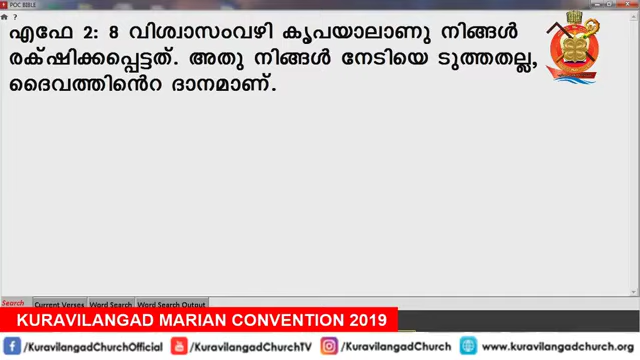 POC BIBLE
?
എഫേ 2: 8 വിശ്വാസംവഴി കൃപയാലാണു നിങ്ങൾ
രക്ഷിക്കപ്പെട്ടത്. അതു നിങ്ങൾ നേടിയെ ടുത്തതല്ല,
ദൈവത്തിൻെറ ദാനമാണ്.
Search Current Verses Word Search Word Search Output
KURAVILANGAD MARIAN CONVENTION 2019
/KuravilangadChurchOfficial /KuravilangadChurchTV /KuravilangadChurch /KuravilangadChurch www.kuravilangadchurch.org